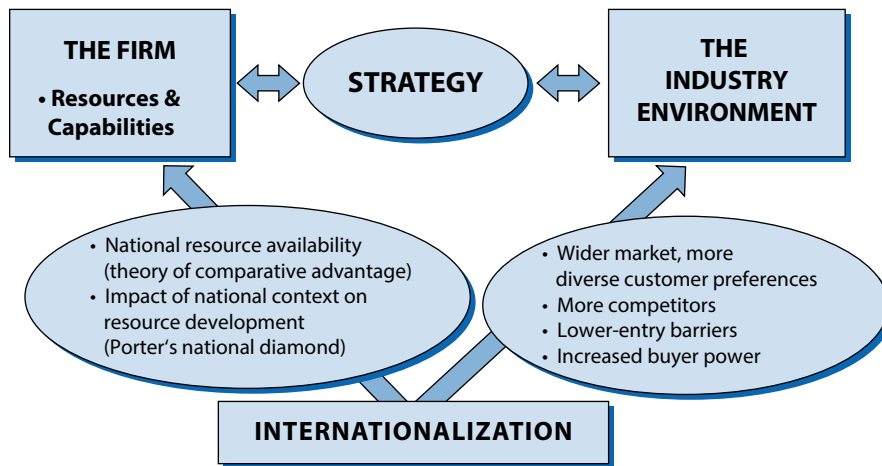 THE FIRM
• Resources &
Capabilities
STRATEGY
THE
INDUSTRY
ENVIRONMENT
• National resource availability
(theory of comparative advantage)
• Impact of national context on
resource development
(Porter's national diamond)
• Wider market, more
diverse customer preferences
• More competitors
• Lower-entry barriers
• Increased buyer power
INTERNATIONALIZATION